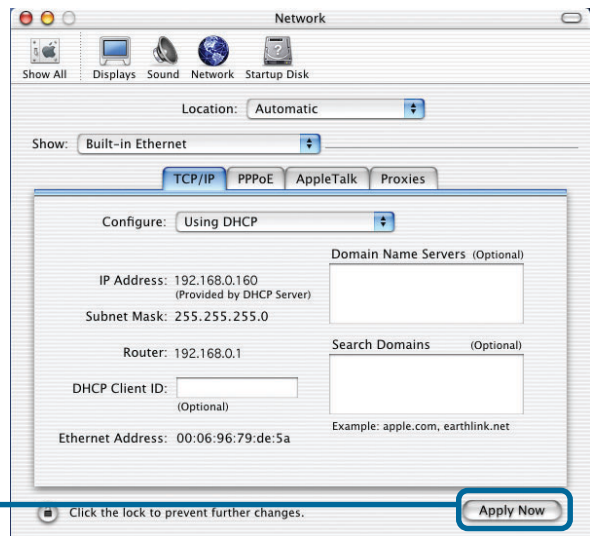 Network
Show All Displays Sound Network Startup Disk
Location: Automatic
Show: Built-in Ethernet
TCP/IP PPPoE AppleTalk Proxies
Configure: Using DHCP
Domain Name Servers (Optional)
IP Address: 192.168.0.160
(Provided by DHCP Server)
Subnet Mask: 255.255.255.0
Router: 192.168.0.1
Search Domains (Optional)
DHCP Client ID:
(Optional)
Example: apple.com, earthlink.net
Ethernet Address: 00:06:96:79:de:5a
Click the lock to prevent further changes.
Apply Now